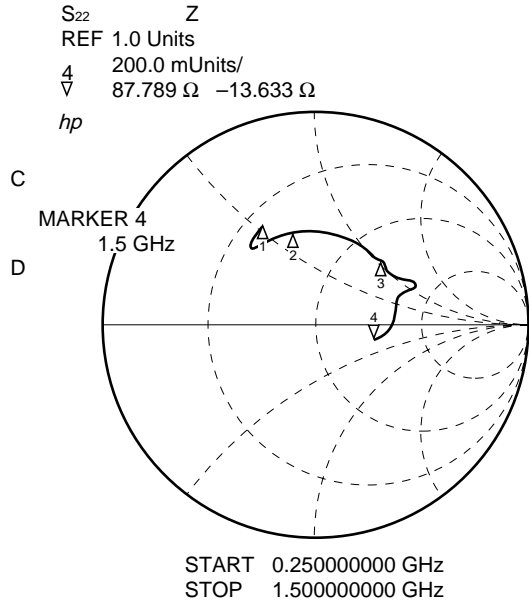 S22 Z
REF 1.0 Units
4 200.0 mUnits/
▽ 87.789 Ω –13.633 Ω
hp
C
MARKER 4
1.5 GHz
D
1
2
3
4
START 0.250000000 GHz
STOP 1.500000000 GHz